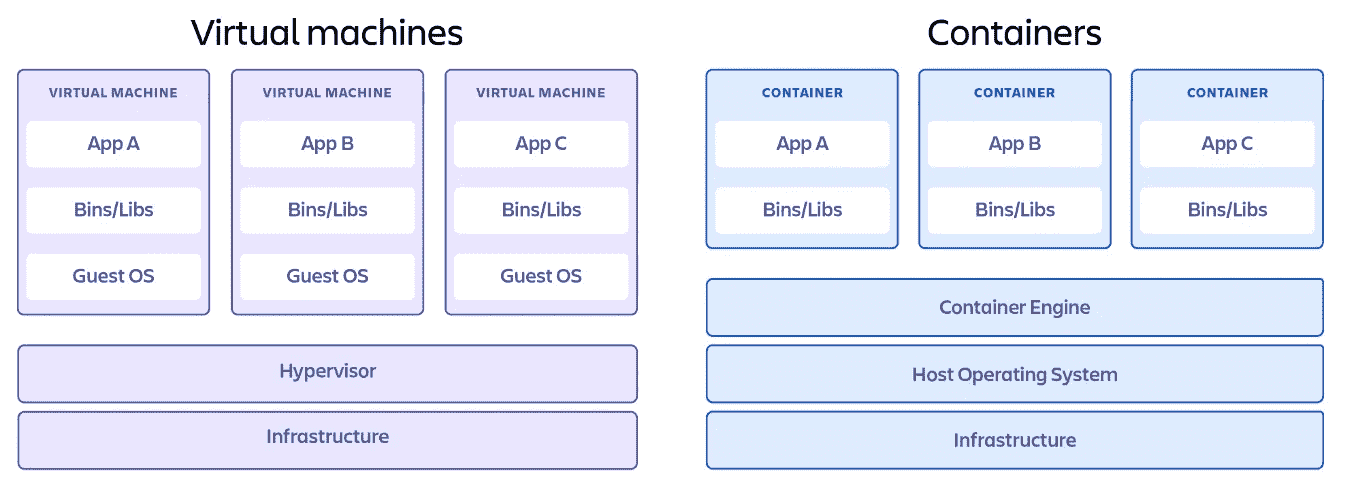 Virtual machines
VIRTUAL MACHINE
App A
Bins/Libs
Guest OS
VIRTUAL MACHINE
App B
Bins/Libs
Guest OS
VIRTUAL MACHINE
App C
Bins/Libs
Guest OS
Hypervisor
Infrastructure
Containers
CONTAINER
App A
Bins/Libs
CONTAINER
App B
Bins/Libs
CONTAINER
App C
Bins/Libs
Container Engine
Host Operating System
Infrastructure